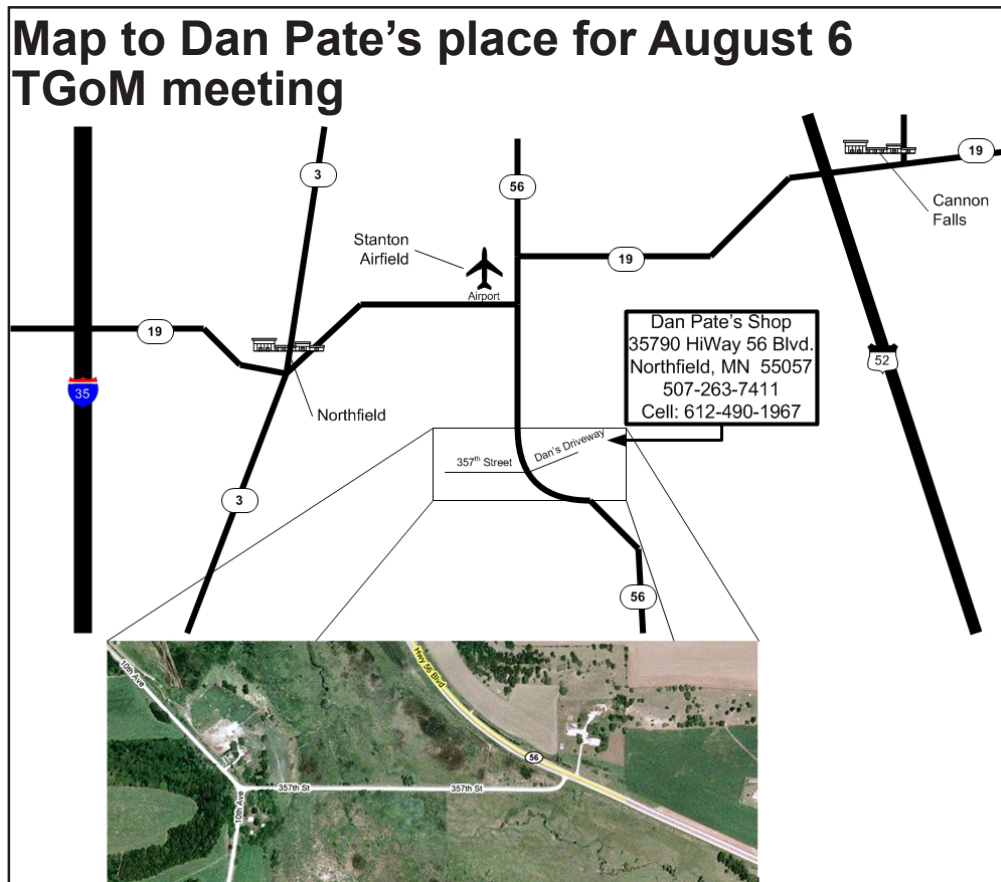 Map to Dan Pate’s place for August 6
TGoM meeting
3
56
19
Cannon
Falls
Stanton
Airfield
Airport
19
19
Dan Pate's Shop
35790 HiWay 56 Blvd.
Northfield, MN  55057
507-263-7411
Cell: 612-490-1967
52
35
Northfield
357th Street
Dan's Driveway
3
56
10th Ave
Hwy 56 Blvd
56
357th St
357th St
10th Ave